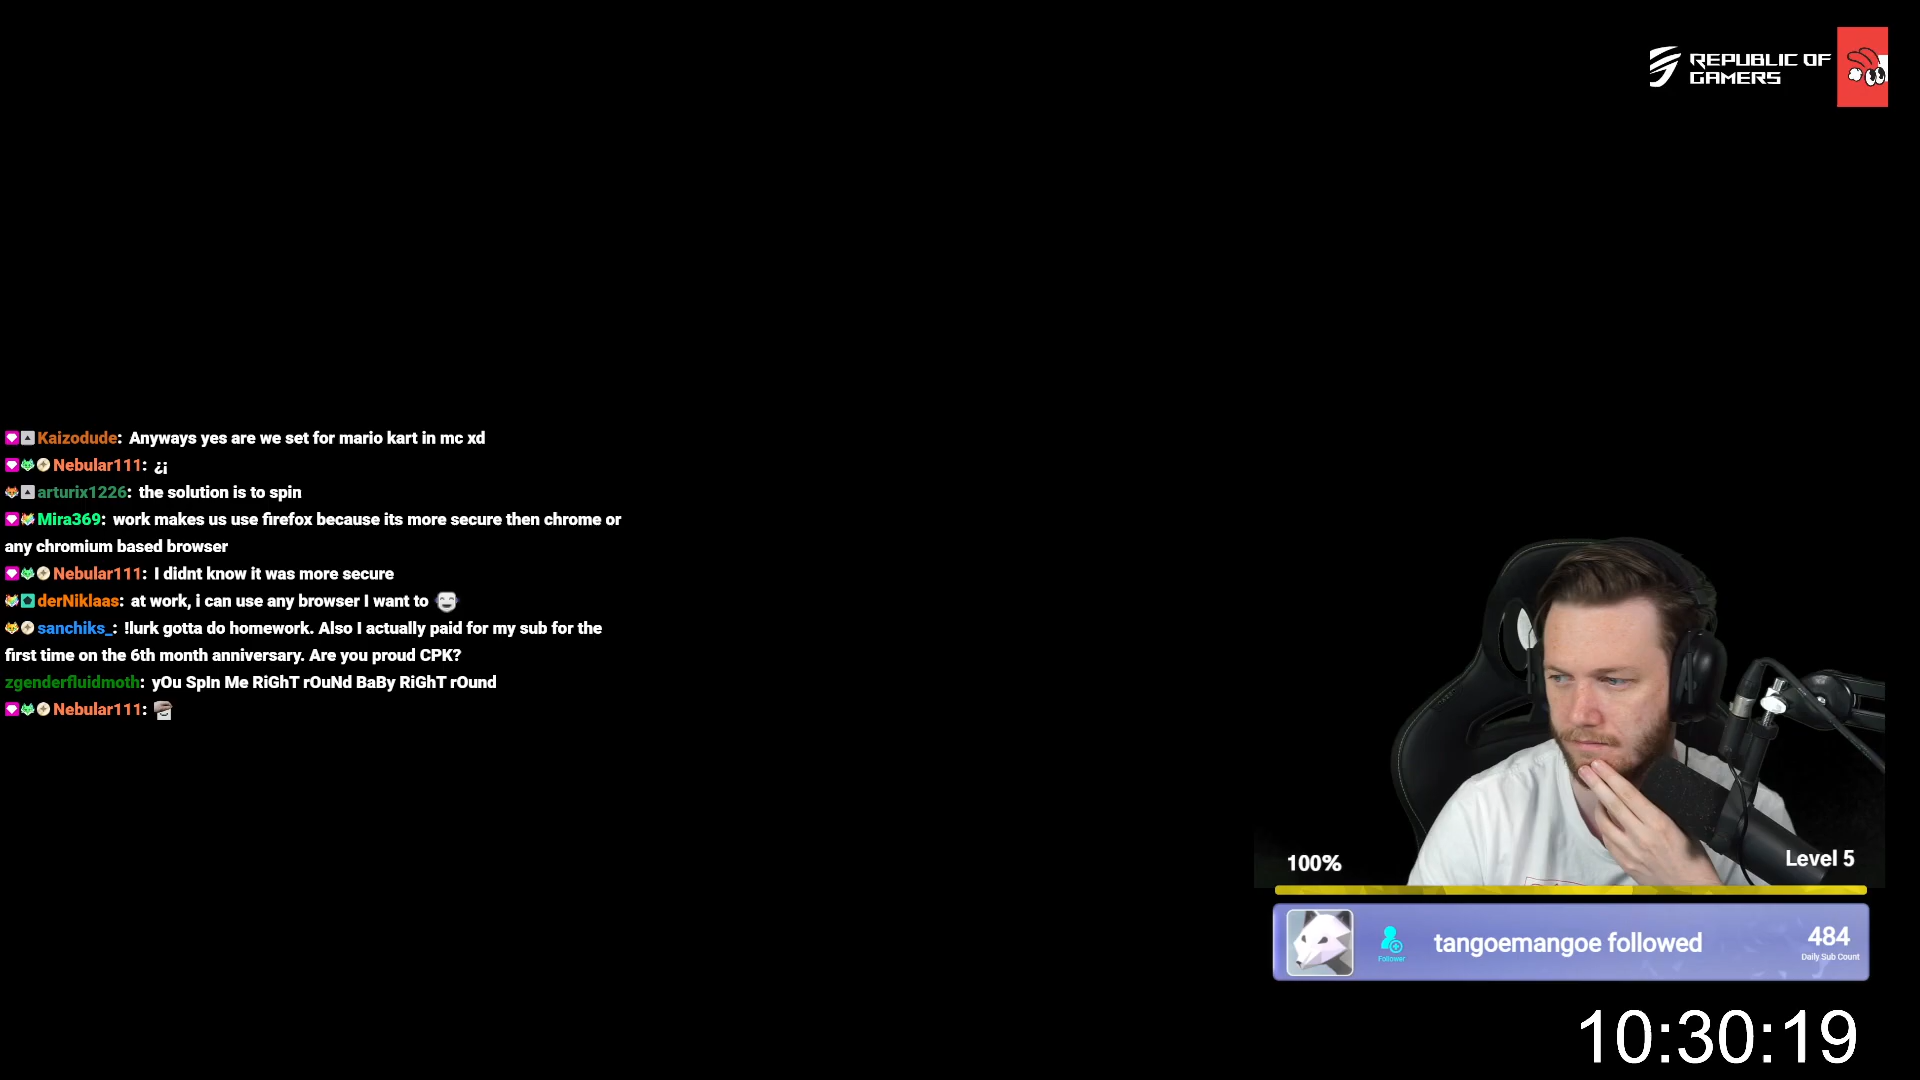 REPUBLIC OF
GAMERS
Kaizodude: Anyways yes are we set for mario kart in mc xd
Nebular111: ¿¡
arturix1226: the solution is to spin
Mira369: work makes us use firefox because its more secure then chrome or
any chromium based browser
Nebular111: I didnt know it was more secure
derNiklaas: at work, i can use any browser I want to
sanchiks_: !lurk gotta do homework. Also I actually paid for my sub for the
first time on the 6th month anniversary. Are you proud CPK?
zgenderfluidmoth: yOu SpIn Me RiGhT rOuNd BaBy RiGhT rOund
Nebular111:
100%
Level 5
Follower
tangoemangoe followed
484
Daily Sub Count
10:30:19